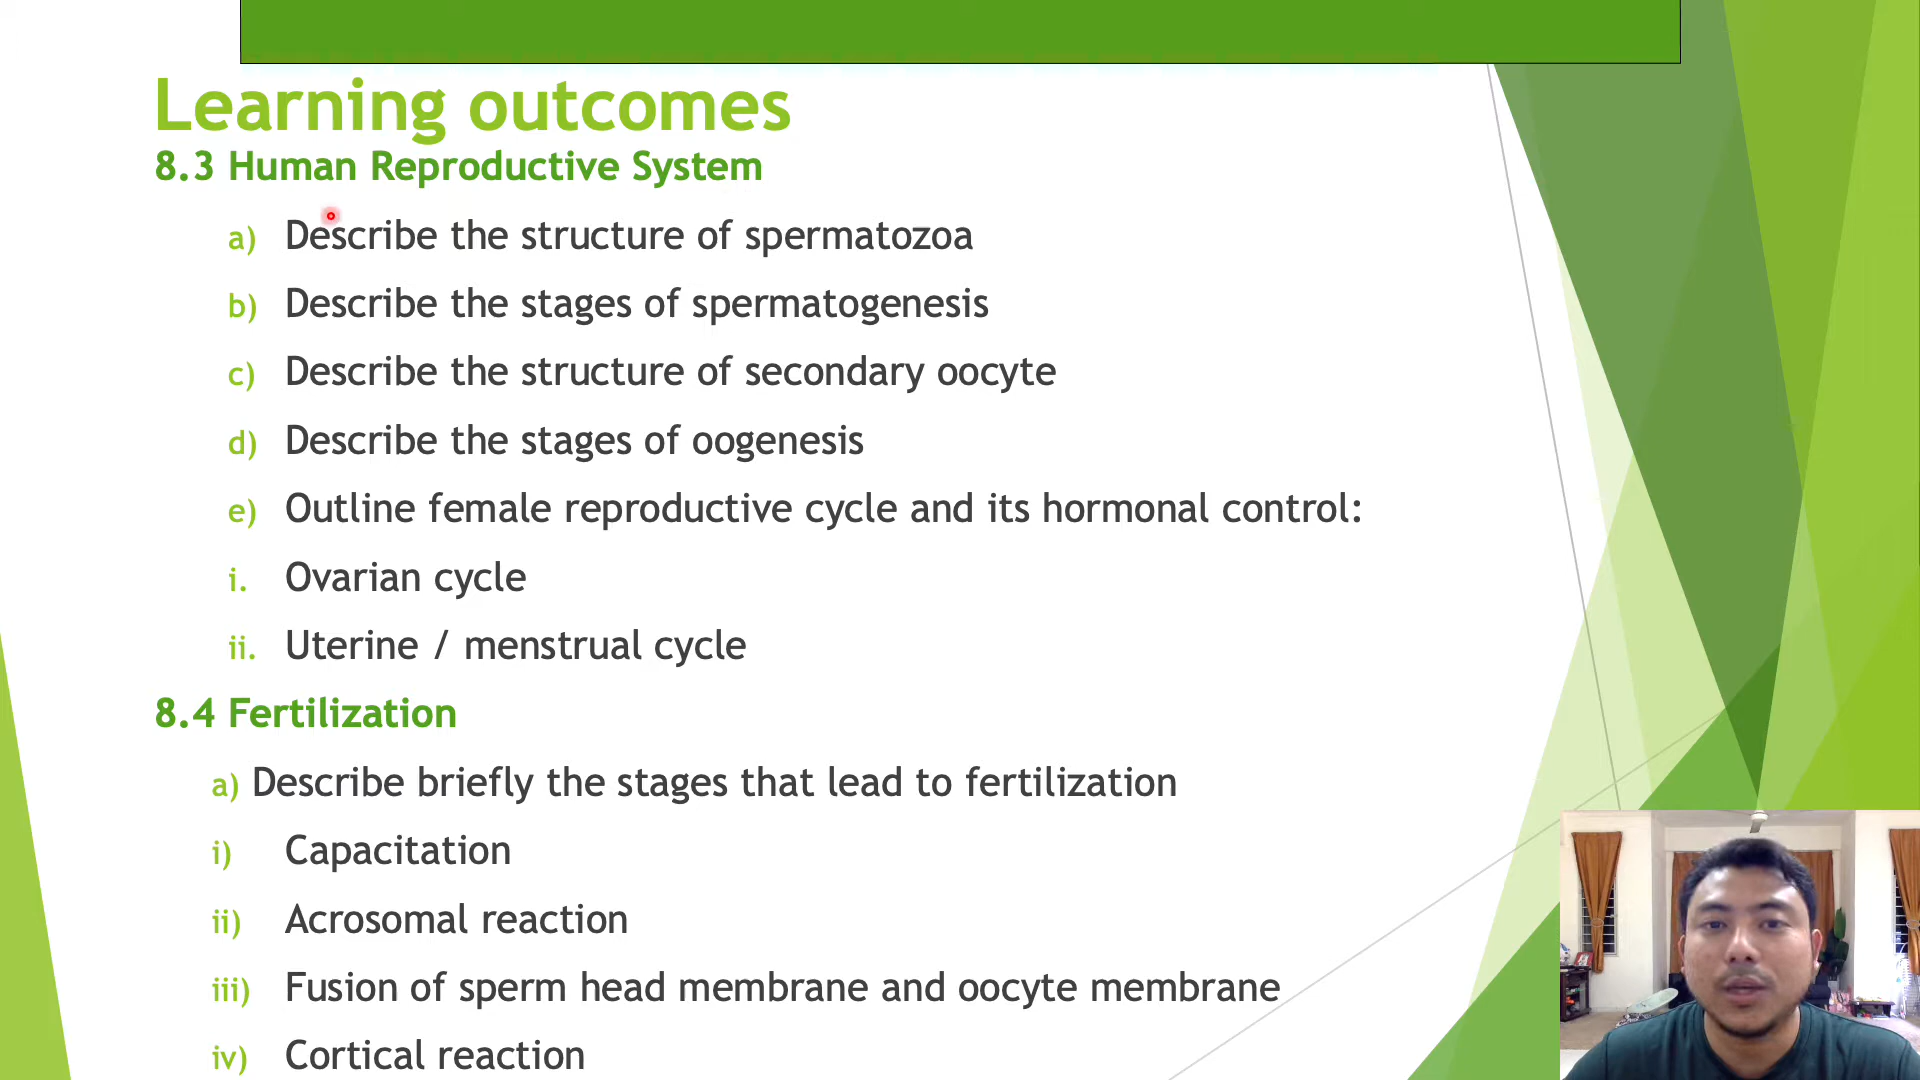 Learning outcomes
8.3 Human Reproductive System
a) Describe the structure of spermatozoa
b) Describe the stages of spermatogenesis
c) Describe the structure of secondary oocyte
d) Describe the stages of oogenesis
e) Outline female reproductive cycle and its hormonal control:
i. Ovarian cycle
ii. Uterine / menstrual cycle
8.4 Fertilization
a) Describe briefly the stages that lead to fertilization
i) Capacitation
ii) Acrosomal reaction
iii) Fusion of sperm head membrane and oocyte membrane
iv) Cortical reaction